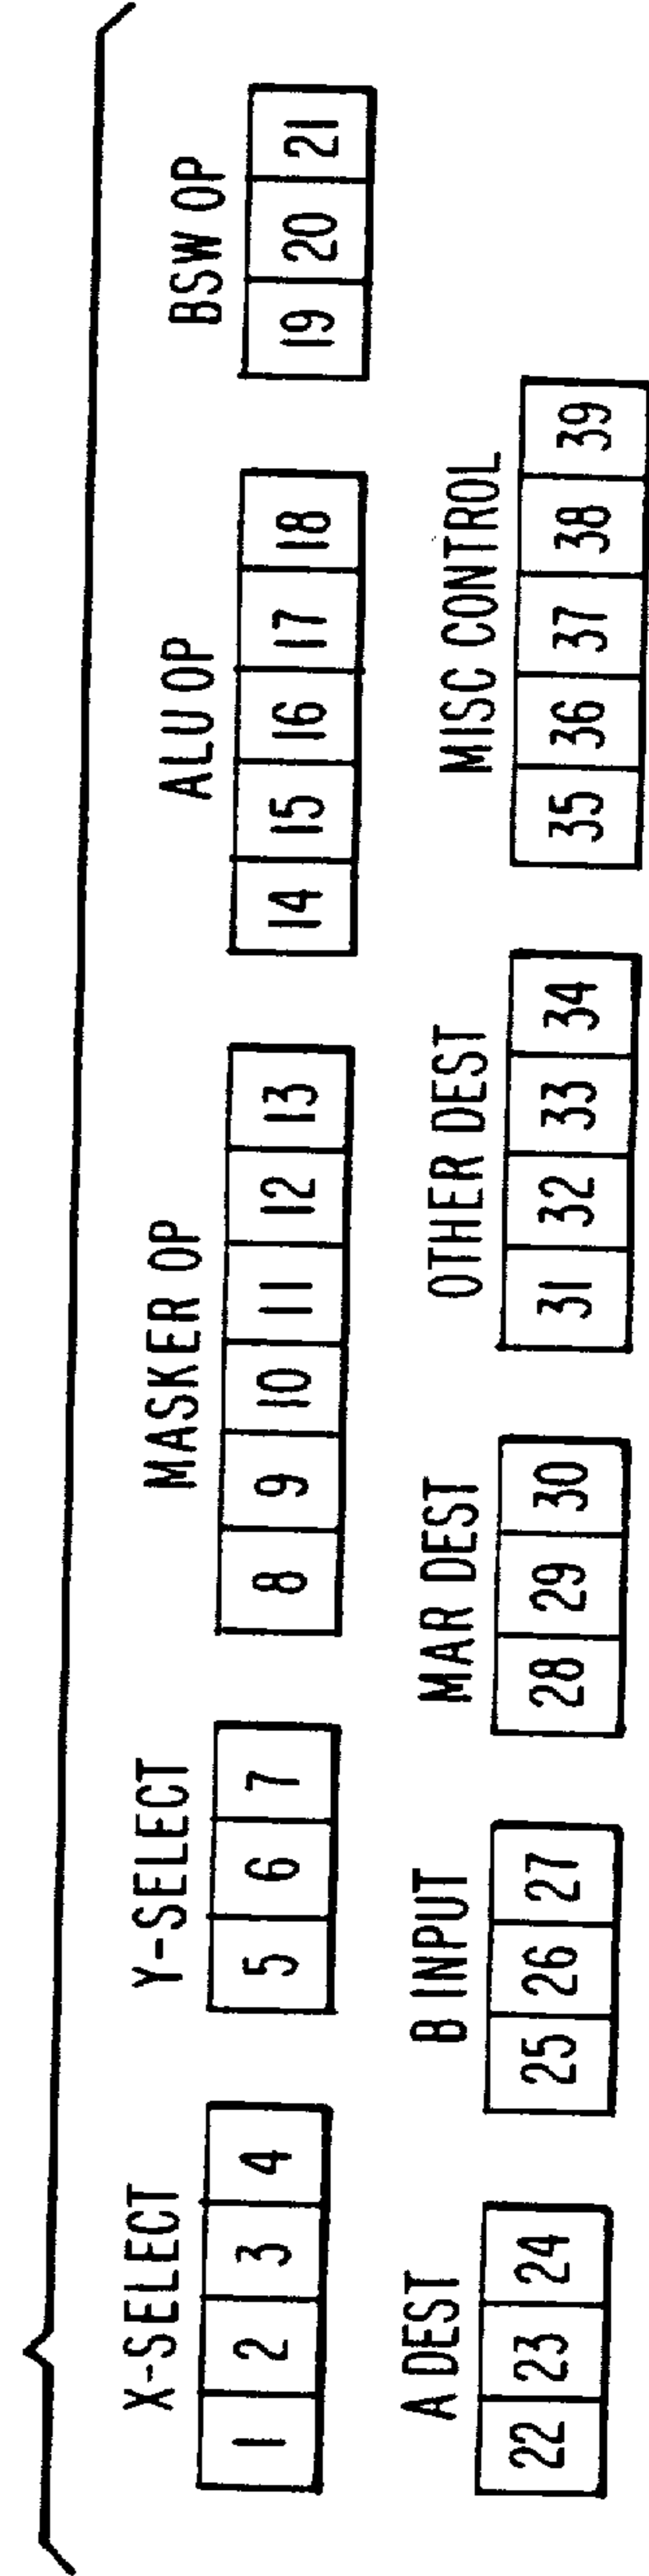 X-SELECT Y-SELECT MASKER OP ALU OP BSW OP
1 2 3 4 5 6 7 8 9 10 11 12 13 14 15 16 17 18 19 20 21
A DEST B INPUT MAR DEST OTHER DEST MISC CONTROL
22 23 24 25 26 27 28 29 30 31 32 33 34 35 36 37 38 39